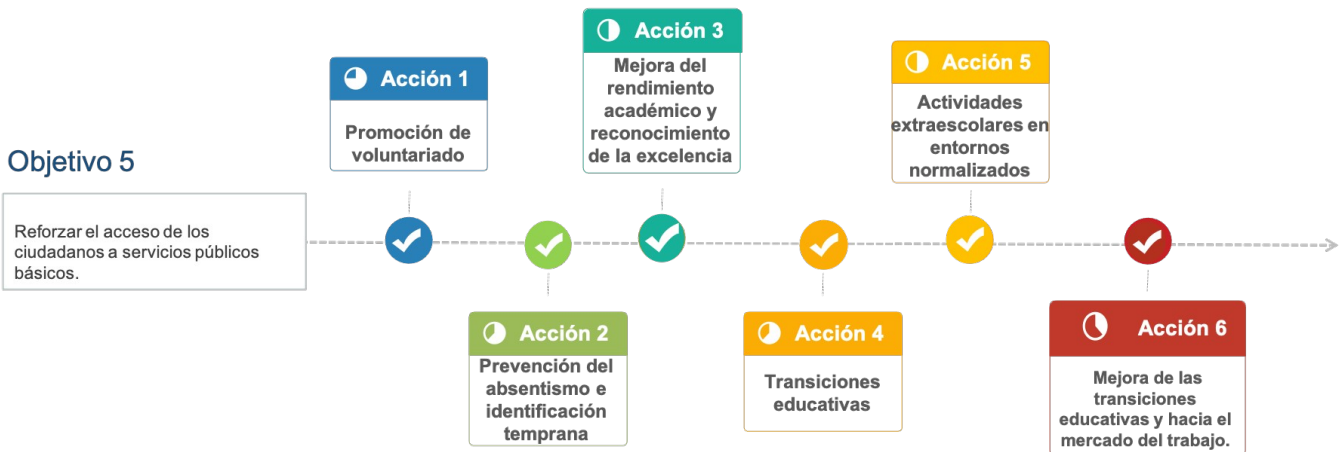 Objetivo 5
Reforzar el acceso de los
ciudadanos a servicios públicos
básicos.
Acción 1
Promoción de
voluntariado
Acción 2
Prevención del
absentismo e
identificación
temprana
Acción 3
Mejora del
rendimiento
académico y
reconocimiento
de la excelencia
Acción 4
Transiciones
educativas
Acción 5
Actividades
extraescolares en
entornos
normalizados
Acción 6
Mejora de las
transiciones
educativas y hacia el
mercado del trabajo.